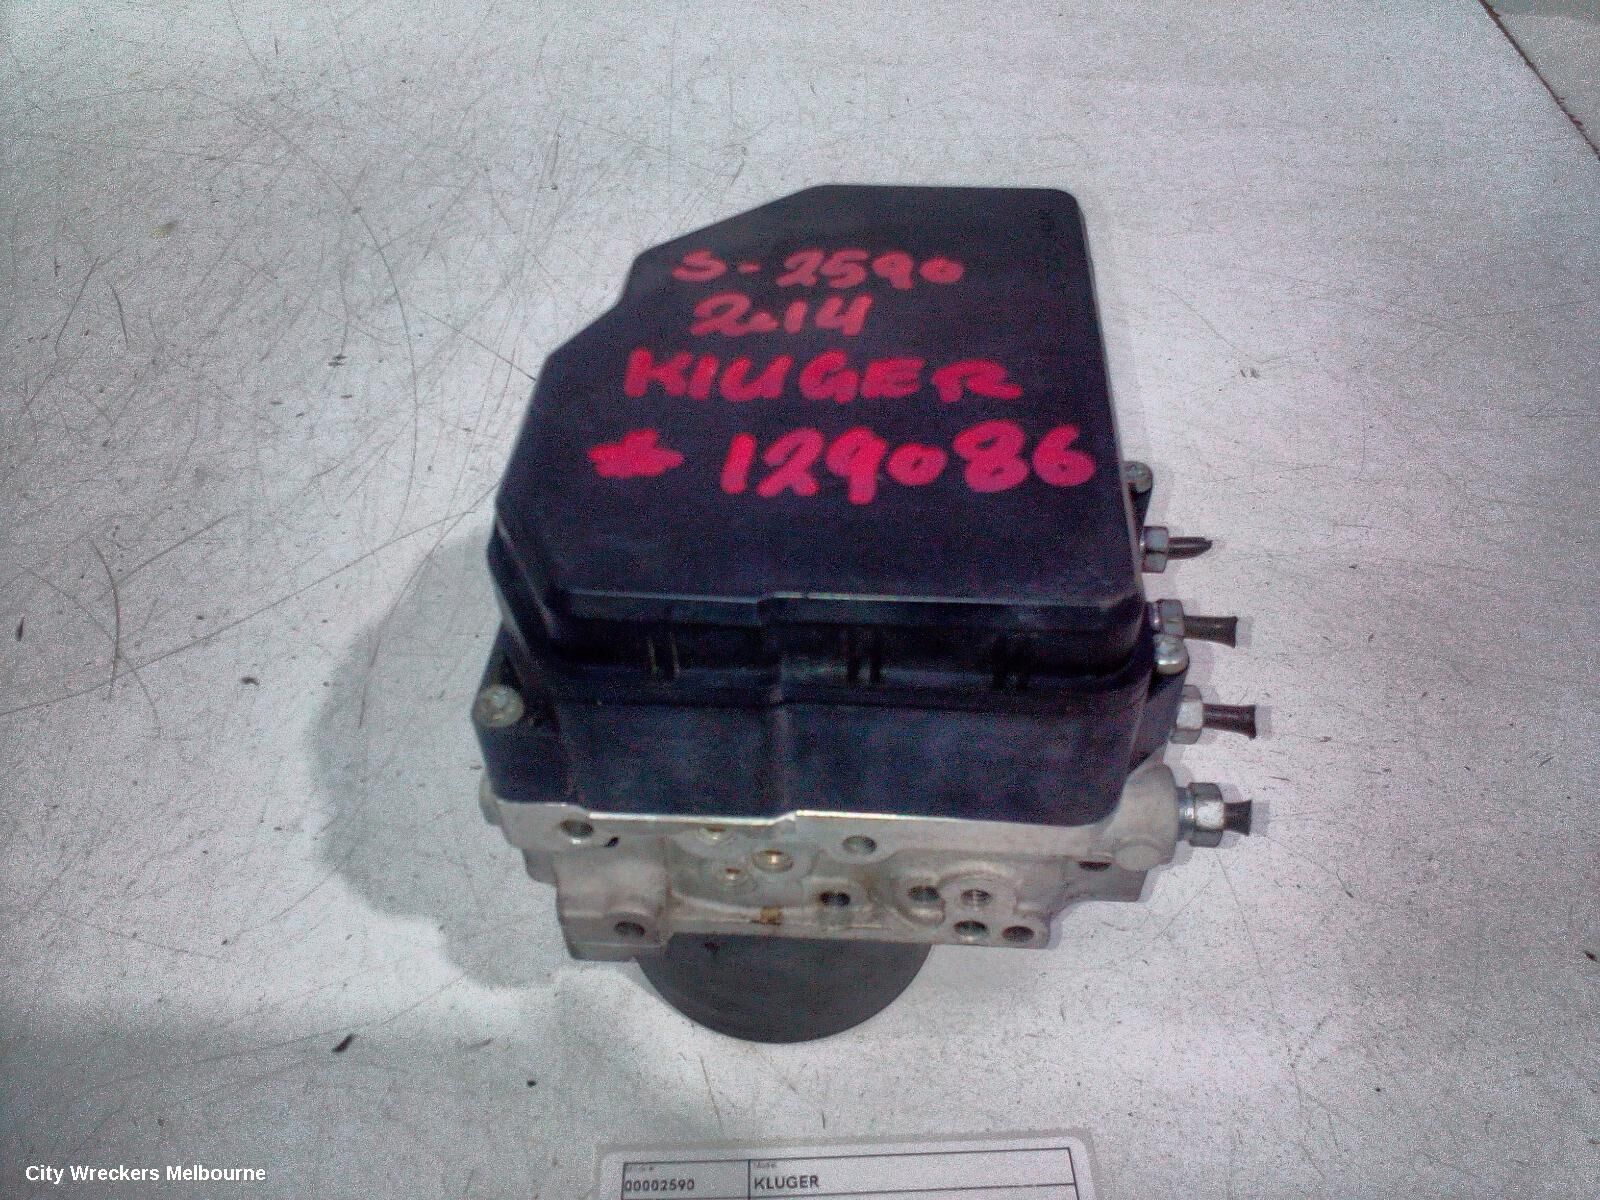 S-2590
2014
KLUGER
* 129086
00002590 KLUGER
City Wreckers Melbourne